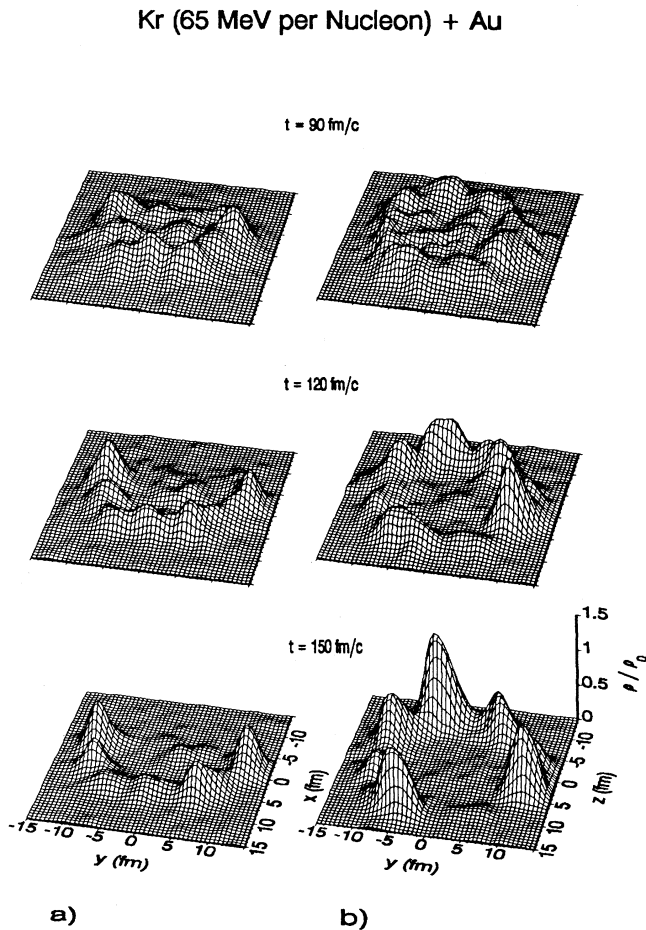 Kr (65 MeV per Nucleon) + Au
t = 90 fm/c
t = 120 fm/c
t = 150 fm/c
1.5
1
0.5
0
ρ / ρ0
-10
-5
0
5
10
15
x (fm)
-10
-5
0
5
10
15
z (fm)
-15 -10 -5 0 5 10
y (fm)
-15 -10 -5 0 5 10
y (fm)
a)
b)